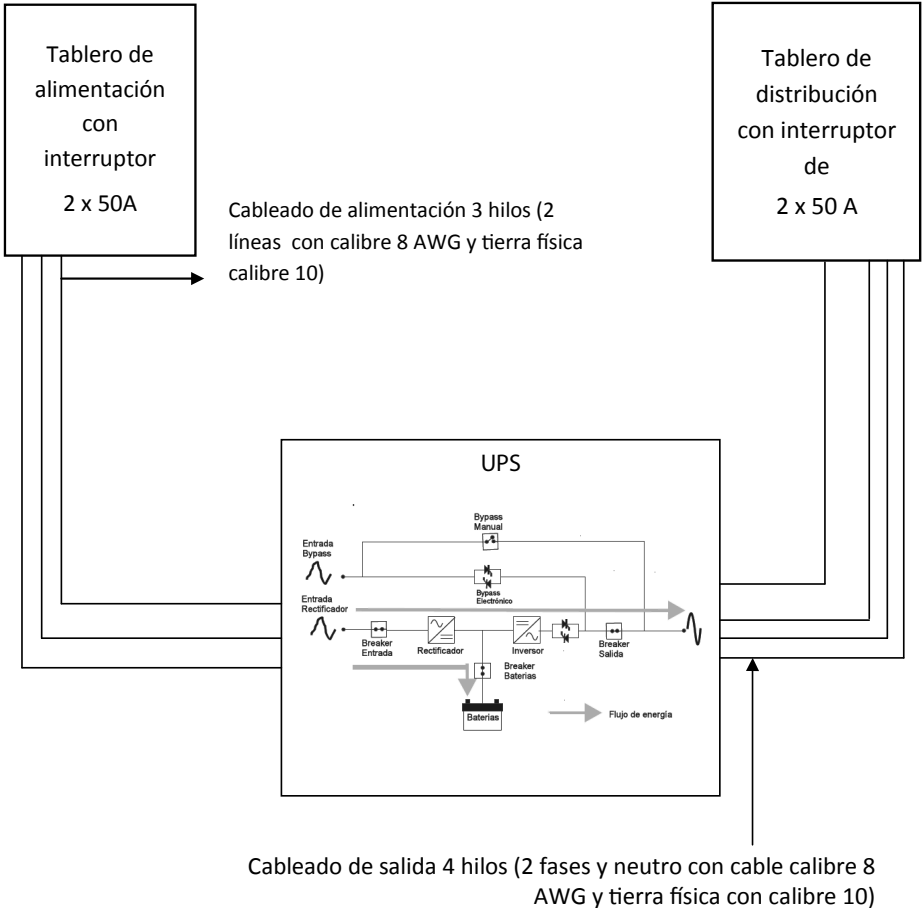 Tablero de
alimentación
con
interruptor
2 x 50A
Tablero de
distribución
con interruptor
de
2 x 50 A
Cableado de alimentación 3 hilos (2
líneas con calibre 8 AWG y tierra física
calibre 10)
UPS
Bypass
Manual
Entrada
Bypass
Bypass
Electrónico
Entrada
Rectificador
Breaker
Entrada
Rectificador
Inversor
Breaker
Salida
Breaker
Baterias
Baterias
Flujo de energía
Cableado de salida 4 hilos (2 fases y neutro con cable calibre 8
AWG y tierra física con calibre 10)